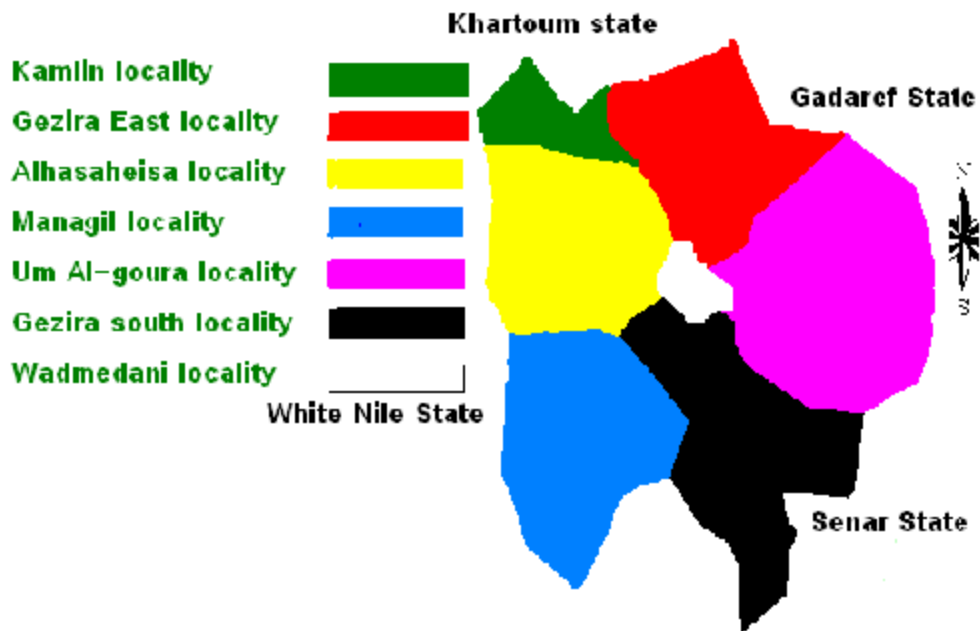 Khartoum state
Kamlin locality
Gezira East locality
Gadaref State
Alhasaheisa locality
Managil locality
Um Al-goura locality
Gezira south locality
Wadmedani locality
White Nile State
Senar State
N
S